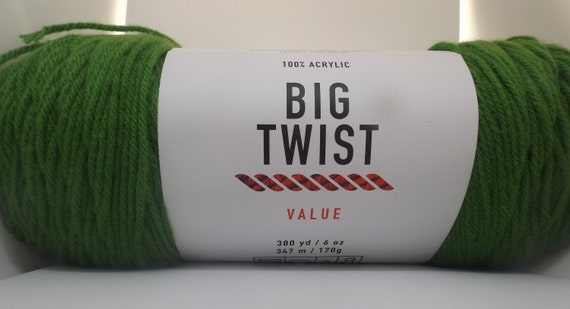 100% ACRYLIC
BIG
TWIST
VALUE
380 yd / 6 oz
347 m / 170g